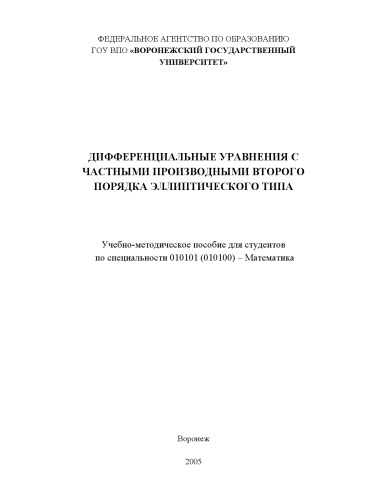 ФЕДЕРАЛЬНОЕ АГЕНТСТВО ПО ОБРАЗОВАНИЮ
ГОУ ВПО «ВОРОНЕЖСКИЙ ГОСУДАРСТВЕННЫЙ
УНИВЕРСИТЕТ»
ДИФФЕРЕНЦИАЛЬНЫЕ УРАВНЕНИЯ С
ЧАСТНЫМИ ПРОИЗВОДНЫМИ ВТОРОГО
ПОРЯДКА ЭЛЛИПТИЧЕСКОГО ТИПА
Учебно-методическое пособие для студентов
по специальности 010101 (010100) – Математика
Воронеж
2005